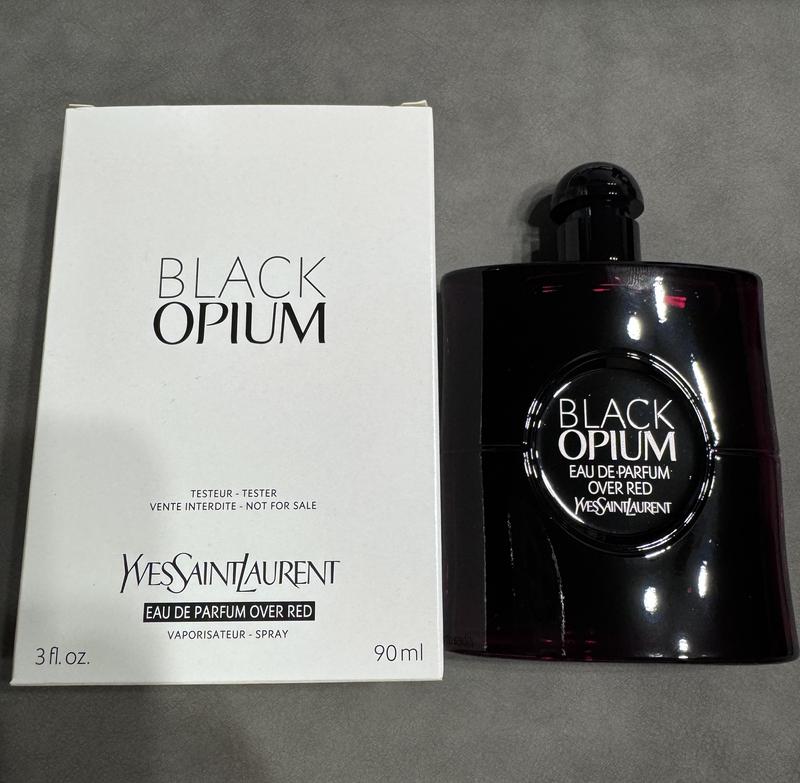 BLACK
OPIUM
TESTEUR - TESTER
VENTE INTERDITE - NOT FOR SALE
YVESSAINTLAURENT
EAU DE PARFUM OVER RED
VAPORISATEUR - SPRAY
3 fl. oz. 90 ml
BLACK
OPIUM
EAU DE PARFUM
OVER RED
YVESSAINTLAURENT